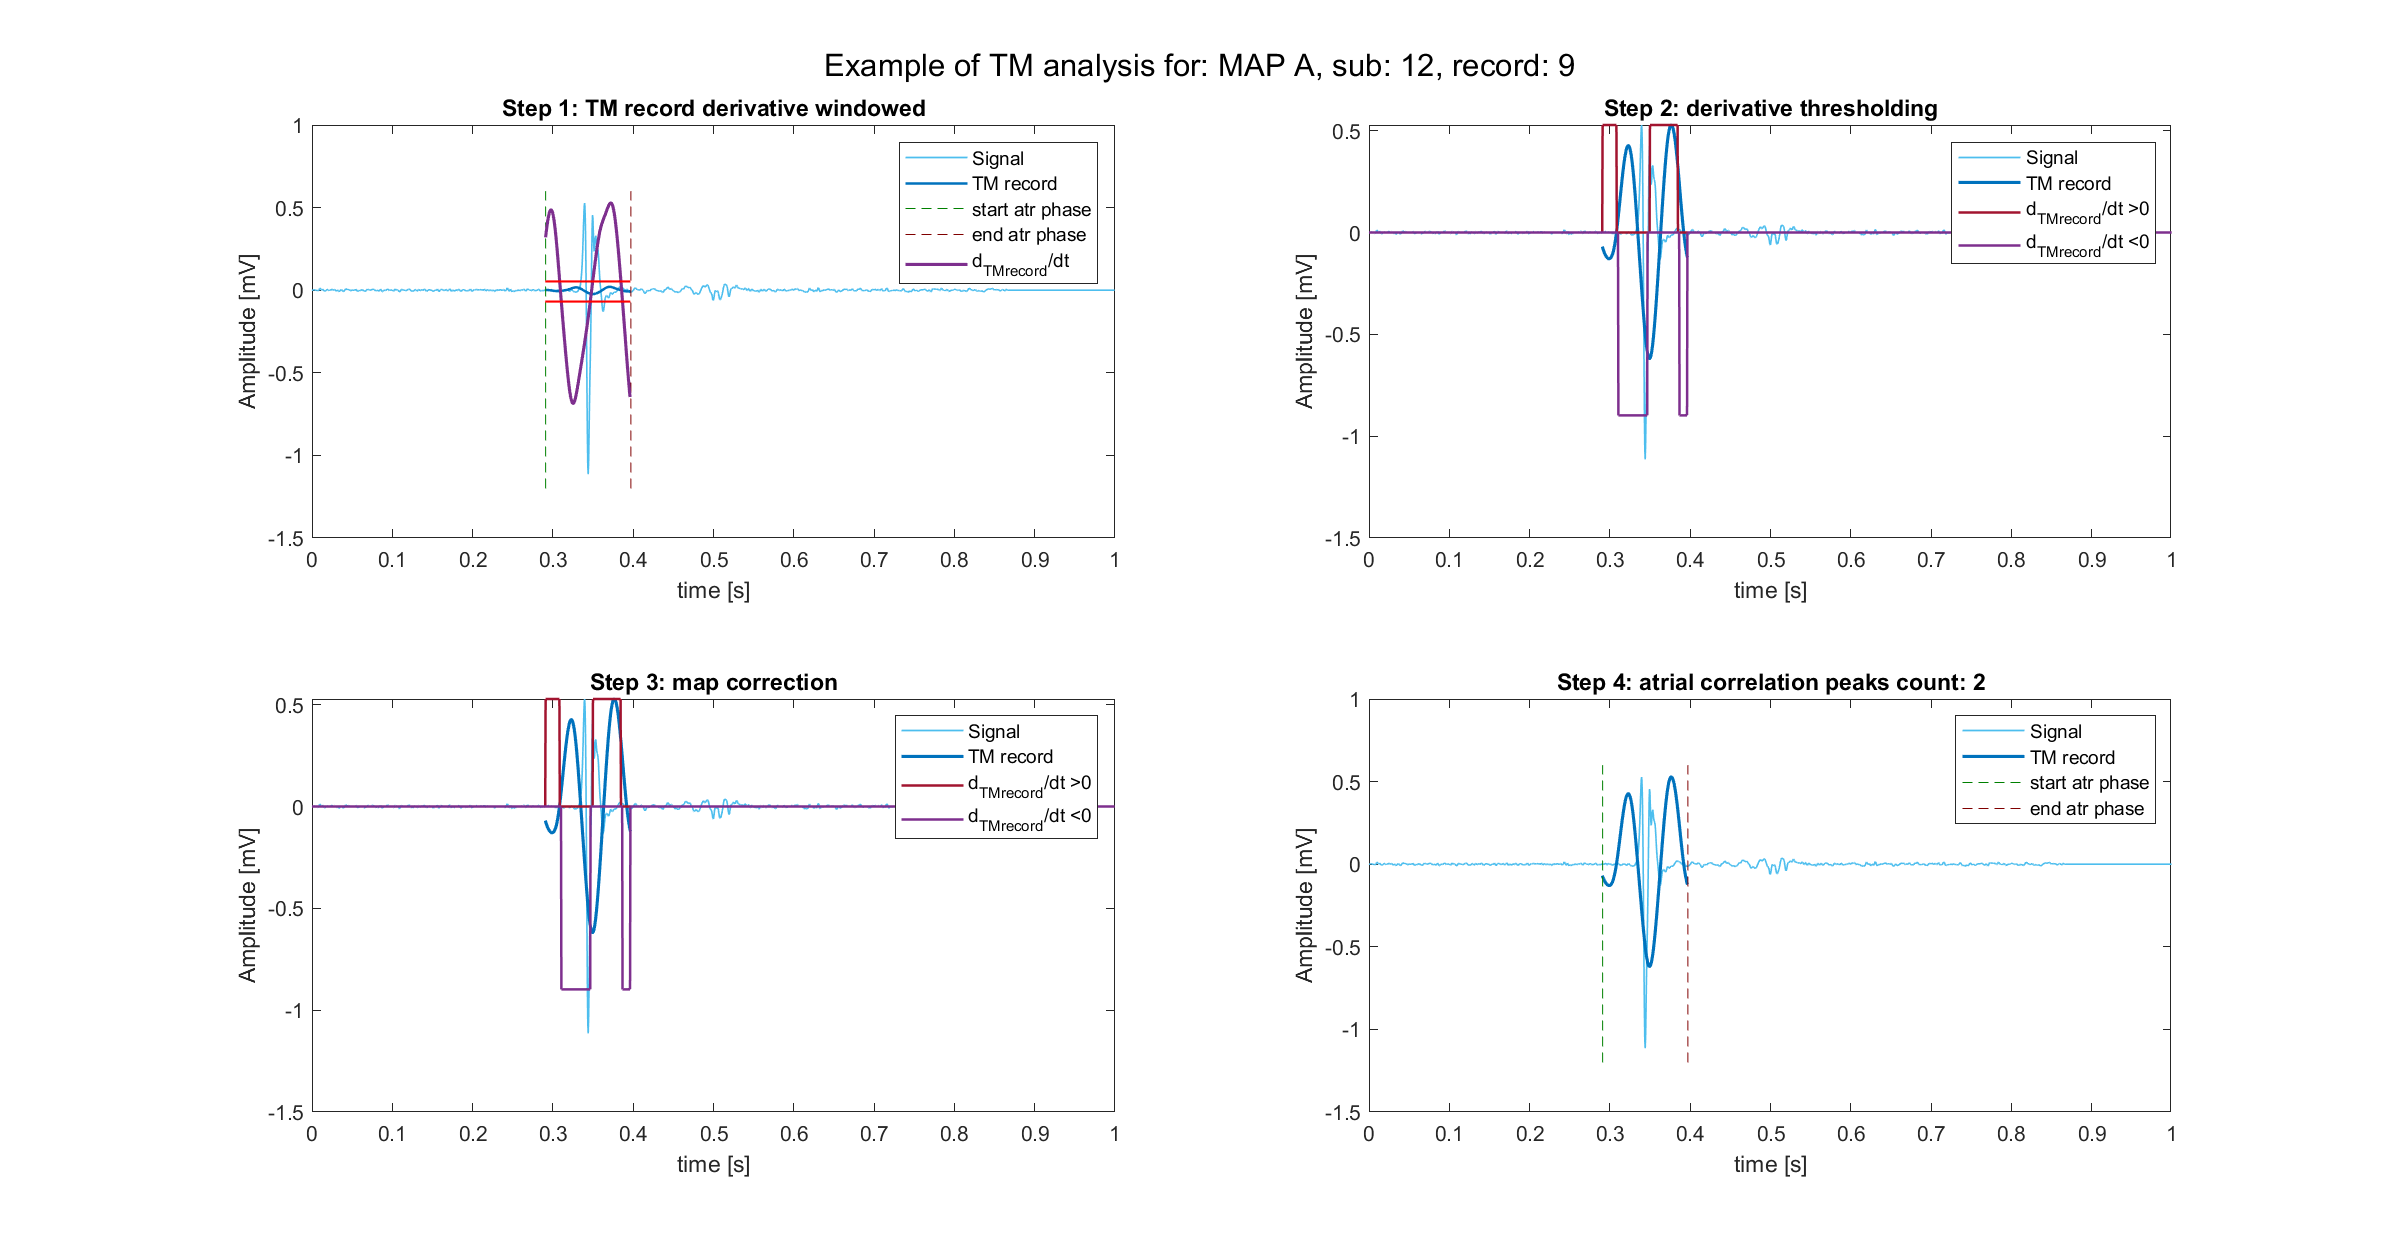 Example of TM analysis for: MAP A, sub: 12, record: 9
Step 1: TM record derivative windowed
1
0.5
0
-0.5
-1
-1.5
Amplitude [mV]
0 0.1 0.2 0.3 0.4 0.5 0.6 0.7 0.8 0.9 1
time [s]
Signal
TM record
start atr phase
end atr phase
dTMrecord/dt
Step 2: derivative thresholding
0.5
0
-0.5
-1
-1.5
Amplitude [mV]
0 0.1 0.2 0.3 0.4 0.5 0.6 0.7 0.8 0.9 1
time [s]
Signal
TM record
dTMrecord/dt >0
dTMrecord/dt <0
Step 3: map correction
0.5
0
-0.5
-1
-1.5
Amplitude [mV]
0 0.1 0.2 0.3 0.4 0.5 0.6 0.7 0.8 0.9 1
time [s]
Signal
TM record
dTMrecord/dt >0
dTMrecord/dt <0
Step 4: atrial correlation peaks count: 2
1
0.5
0
-0.5
-1
-1.5
Amplitude [mV]
0 0.1 0.2 0.3 0.4 0.5 0.6 0.7 0.8 0.9 1
time [s]
Signal
TM record
start atr phase
end atr phase